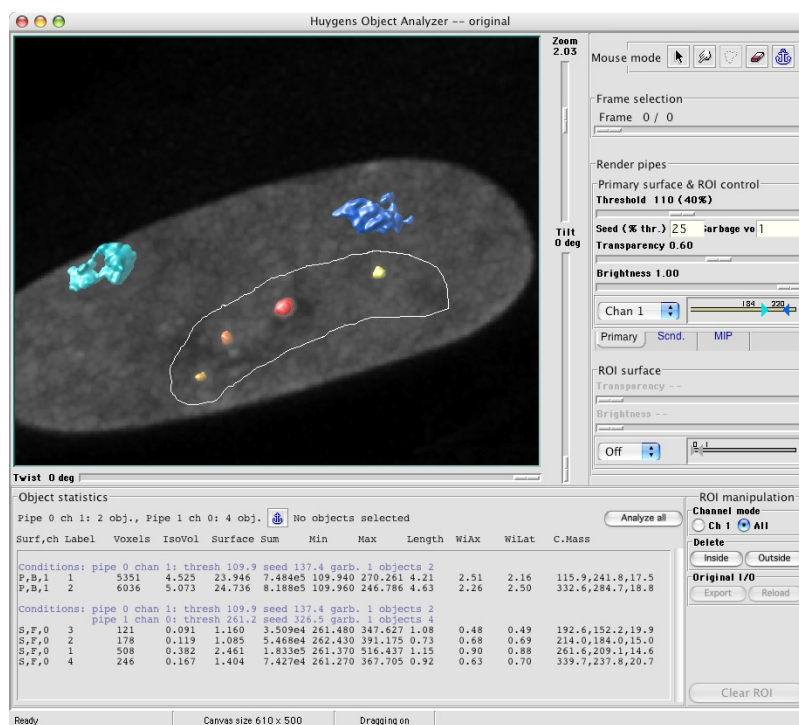 Huygens Object Analyzer -- original
Zoom
2.03
Mouse mode
Frame selection
Frame 0 / 0
Render pipes
Primary surface & ROI control
Threshold 110 (40%)
Seed (% thr.) 25 Garbage vo 1
Transparency 0.60
Brightness 1.00
Tilt
0 deg
Chan 1 184 220
Primary Scnd. MIP
ROI surface
Transparency --
Brightness --
Off 0 1
Twist 0 deg
Object statistics
Pipe 0 ch 1: 2 obj., Pipe 1 ch 0: 4 obj. No objects selected Analyze all
Surf,ch Label Voxels IsoVol Surface Sum Min Max Length WiAx WiLat C.Mass
Conditions: pipe 0 chan 1: thresh 109.9 seed 137.4 garb. 1 objects 2
P,B,1 1 5351 4.525 23.946 7.484e5 109.940 270.261 4.21 2.51 2.16 115.9,241.8,17.5
P,B,1 2 6036 5.073 24.736 8.188e5 109.960 246.786 4.63 2.26 2.50 332.6,284.7,18.8
Conditions: pipe 0 chan 1: thresh 109.9 seed 137.4 garb. 1 objects 2
pipe 1 chan 0: thresh 261.2 seed 326.5 garb. 1 objects 4
S,F,0 3 121 0.091 1.160 3.509e4 261.480 347.627 1.08 0.48 0.49 192.6,152.2,19.9
S,F,0 2 178 0.119 1.085 5.468e4 262.430 391.175 0.73 0.68 0.69 214.0,184.0,15.0
S,F,0 1 508 0.382 2.461 1.833e5 261.370 516.437 1.15 0.90 0.88 261.6,209.1,14.6
S,F,0 4 246 0.167 1.404 7.427e4 261.270 367.705 0.92 0.63 0.70 339.7,237.8,20.7
ROI manipulation
Channel mode
Ch 1 All
Delete
Inside Outside
Original I/O
Export Reload
Clear ROI
Ready Canvas size 610 x 500 Dragging on